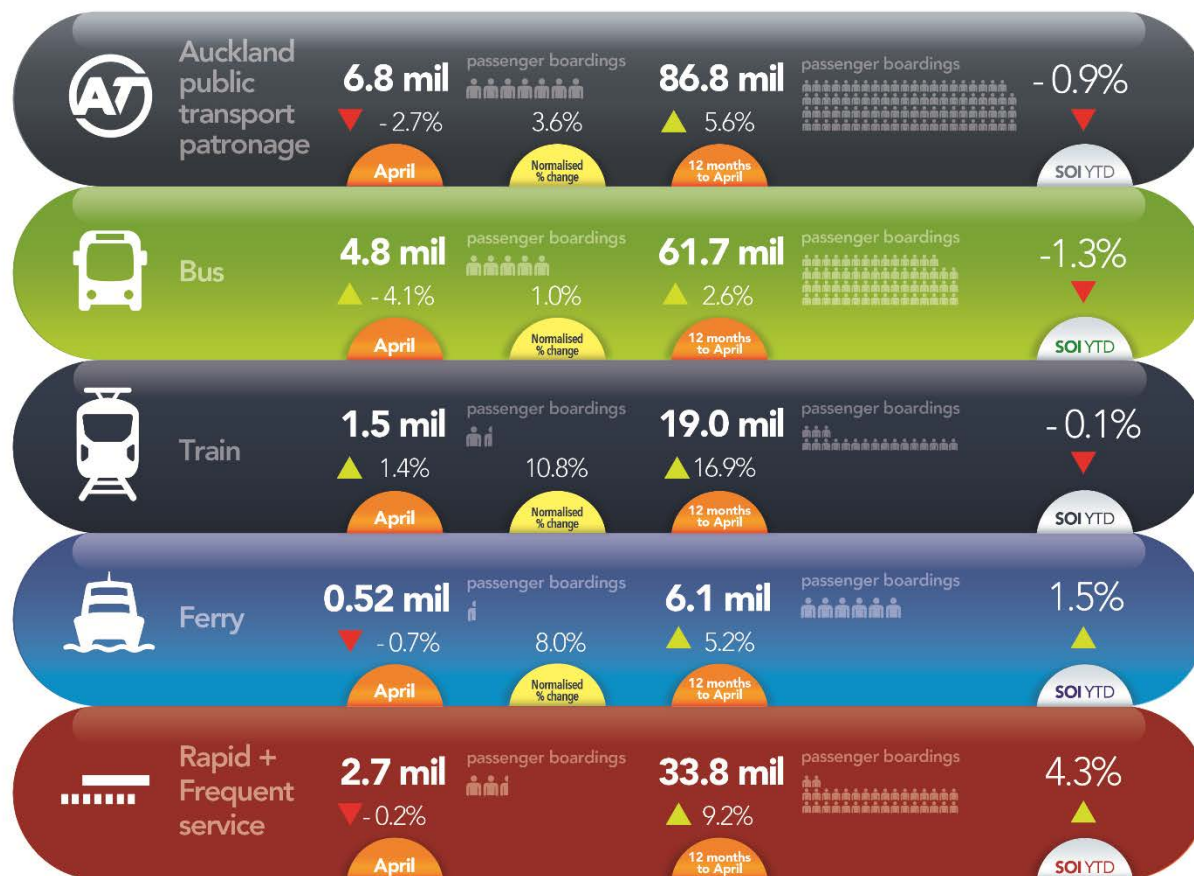 AT
Auckland
public
transport
patronage
6.8 mil
passenger boardings
- 2.7%
3.6%
86.8 mil
passenger boardings
5.6%
- 0.9%
April
Normalised
% change
12 months
to April
SOI YTD
Bus
4.8 mil
passenger boardings
- 4.1%
1.0%
61.7 mil
passenger boardings
2.6%
-1.3%
April
Normalised
% change
12 months
to April
SOI YTD
Train
1.5 mil
passenger boardings
1.4%
10.8%
19.0 mil
passenger boardings
16.9%
- 0.1%
April
Normalised
% change
12 months
to April
SOI YTD
Ferry
0.52 mil
passenger boardings
- 0.7%
8.0%
6.1 mil
passenger boardings
5.2%
1.5%
April
Normalised
% change
12 months
to April
SOI YTD
Rapid +
Frequent
service
2.7 mil
passenger boardings
- 0.2%
33.8 mil
passenger boardings
9.2%
4.3%
April
12 months
to April
SOI YTD